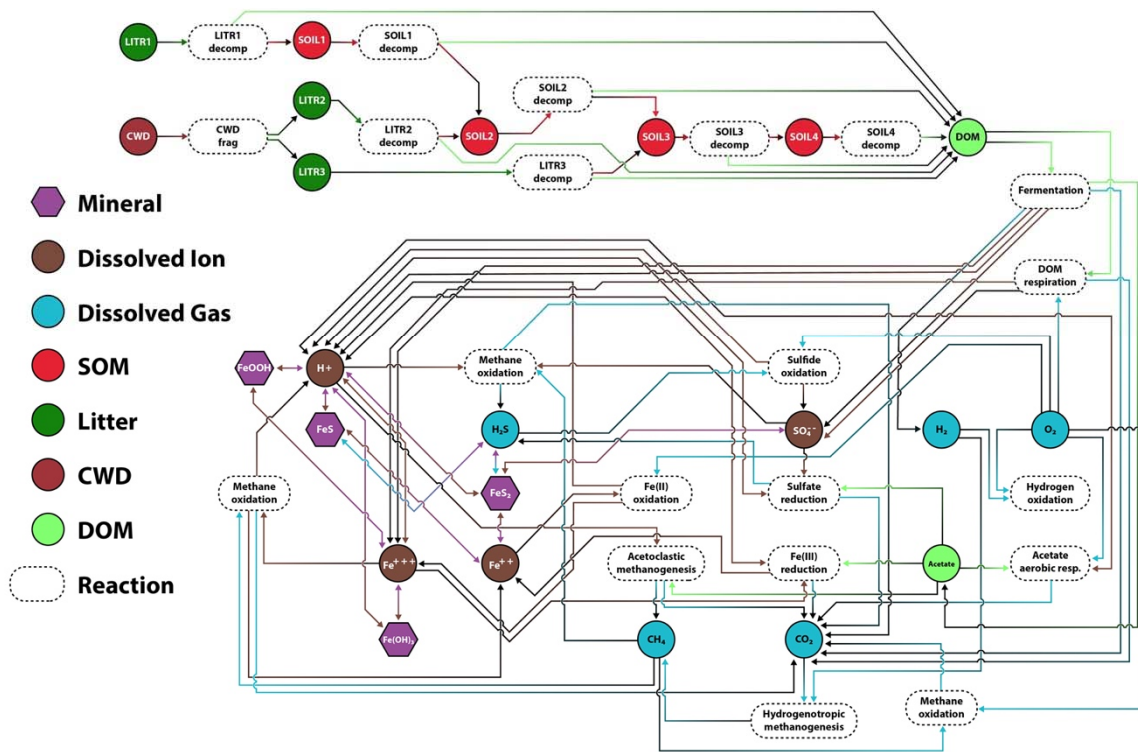 LITR1
LITR1
decomp
SOIL1
SOIL1
decomp
LITR2
SOIL2
decomp
CWD
CWD
frag
LITR2
decomp
SOIL2
SOIL3
SOIL3
decomp
SOIL4
SOIL4
decomp
DOM
LITR3
LITR3
decomp
Fermentation
Mineral
Dissolved Ion
Dissolved Gas
SOM
Litter
CWD
DOM
Reaction
DOM
respiration
FeOOH
H+
Methane
oxidation
Sulfide
oxidation
FeS
H₂S
SO₄⁻⁻
H₂
O₂
Methane
oxidation
FeS₂
Fe(II)
oxidation
Sulfate
reduction
Hydrogen
oxidation
Fe⁺⁺⁺
Fe⁺⁺
Acetoclastic
methanogenesis
Fe(III)
reduction
Acetate
Acetate
aerobic resp.
Fe(OH)₂
CH₄
CO₂
Hydrogenotropic
methanogenesis
Methane
oxidation